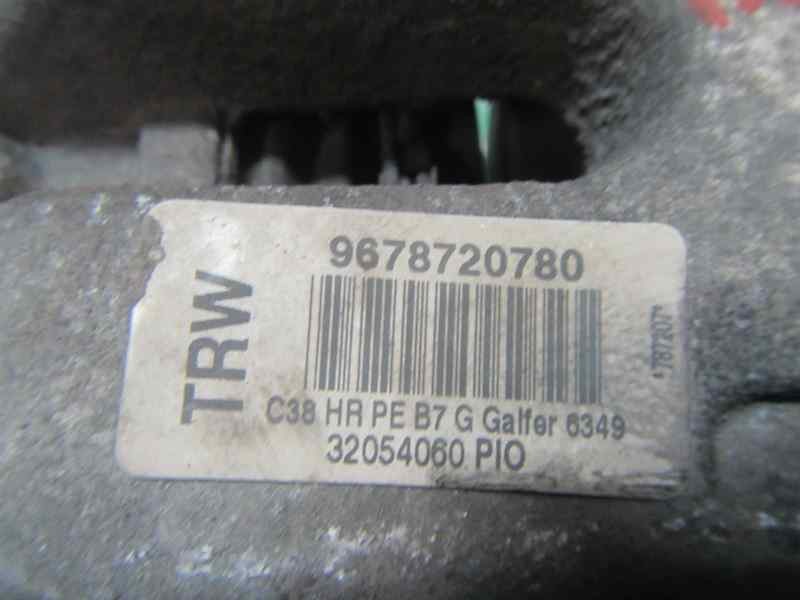 9678720780
TRW
C38 HR PE B7 G Galfer 6349
32054060 PIO